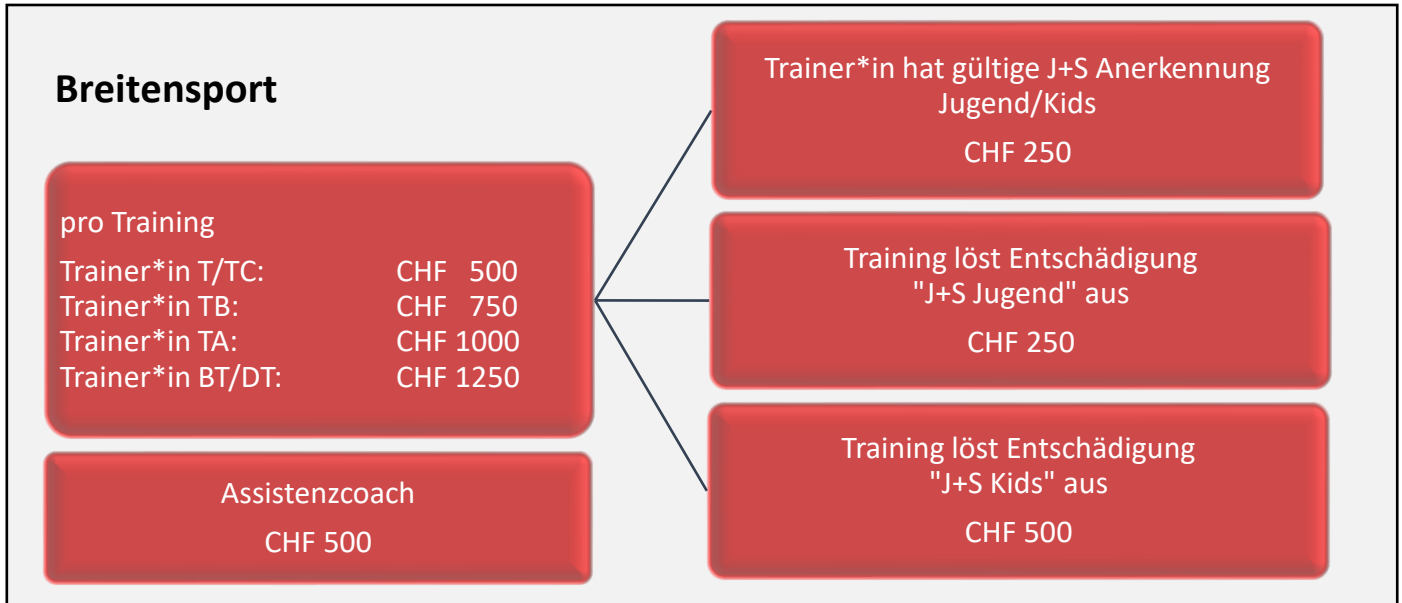 Breitensport
pro Training
Trainer*in T/TC: CHF 500
Trainer*in TB: CHF 750
Trainer*in TA: CHF 1000
Trainer*in BT/DT: CHF 1250
Assistenzcoach
CHF 500
Trainer*in hat gültige J+S Anerkennung
Jugend/Kids
CHF 250
Training löst Entschädigung
"J+S Jugend" aus
CHF 250
Training löst Entschädigung
"J+S Kids" aus
CHF 500